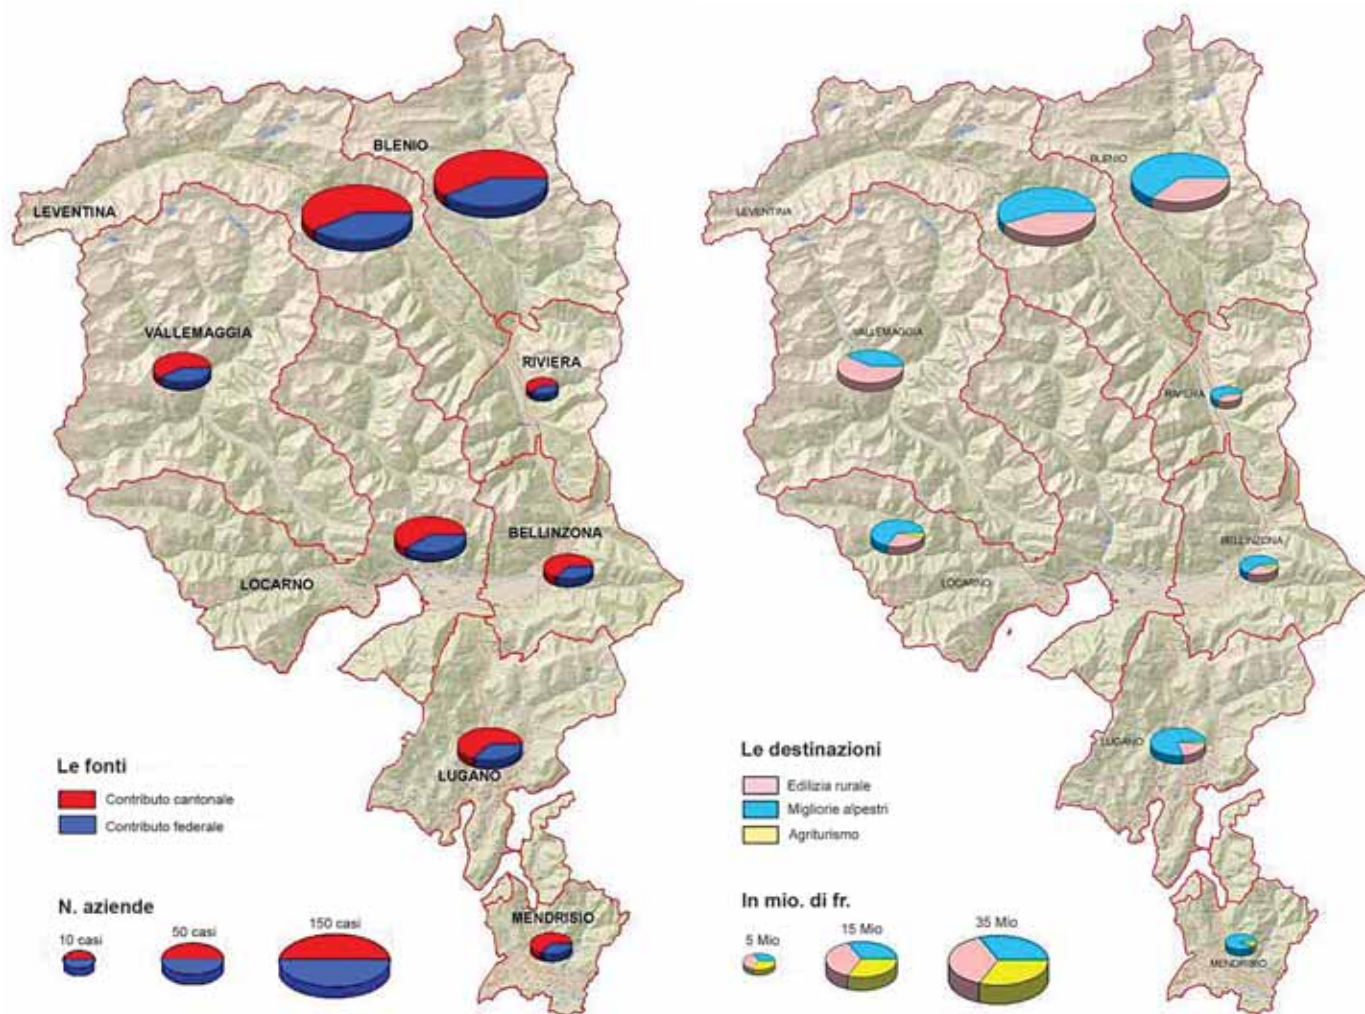 BLENIO
LEVENTINA
VALLEMAGGIA
RIVIERA
BELLINZONA
LOCARNO
LUGANO
MENDRISIO
Le fonti
Contributo cantonale
Contributo federale
N. aziende
10 casi
50 casi
150 casi
BLENIO
LEVENTINA
VALLEMAGGIA
RIVIERA
BELLINZONA
LOCARNO
LUGANO
MENDRISIO
Le destinazioni
Edilizia rurale
Migliorie alpestri
Agriturismo
In mio. di fr.
5 Mio
15 Mio
35 Mio